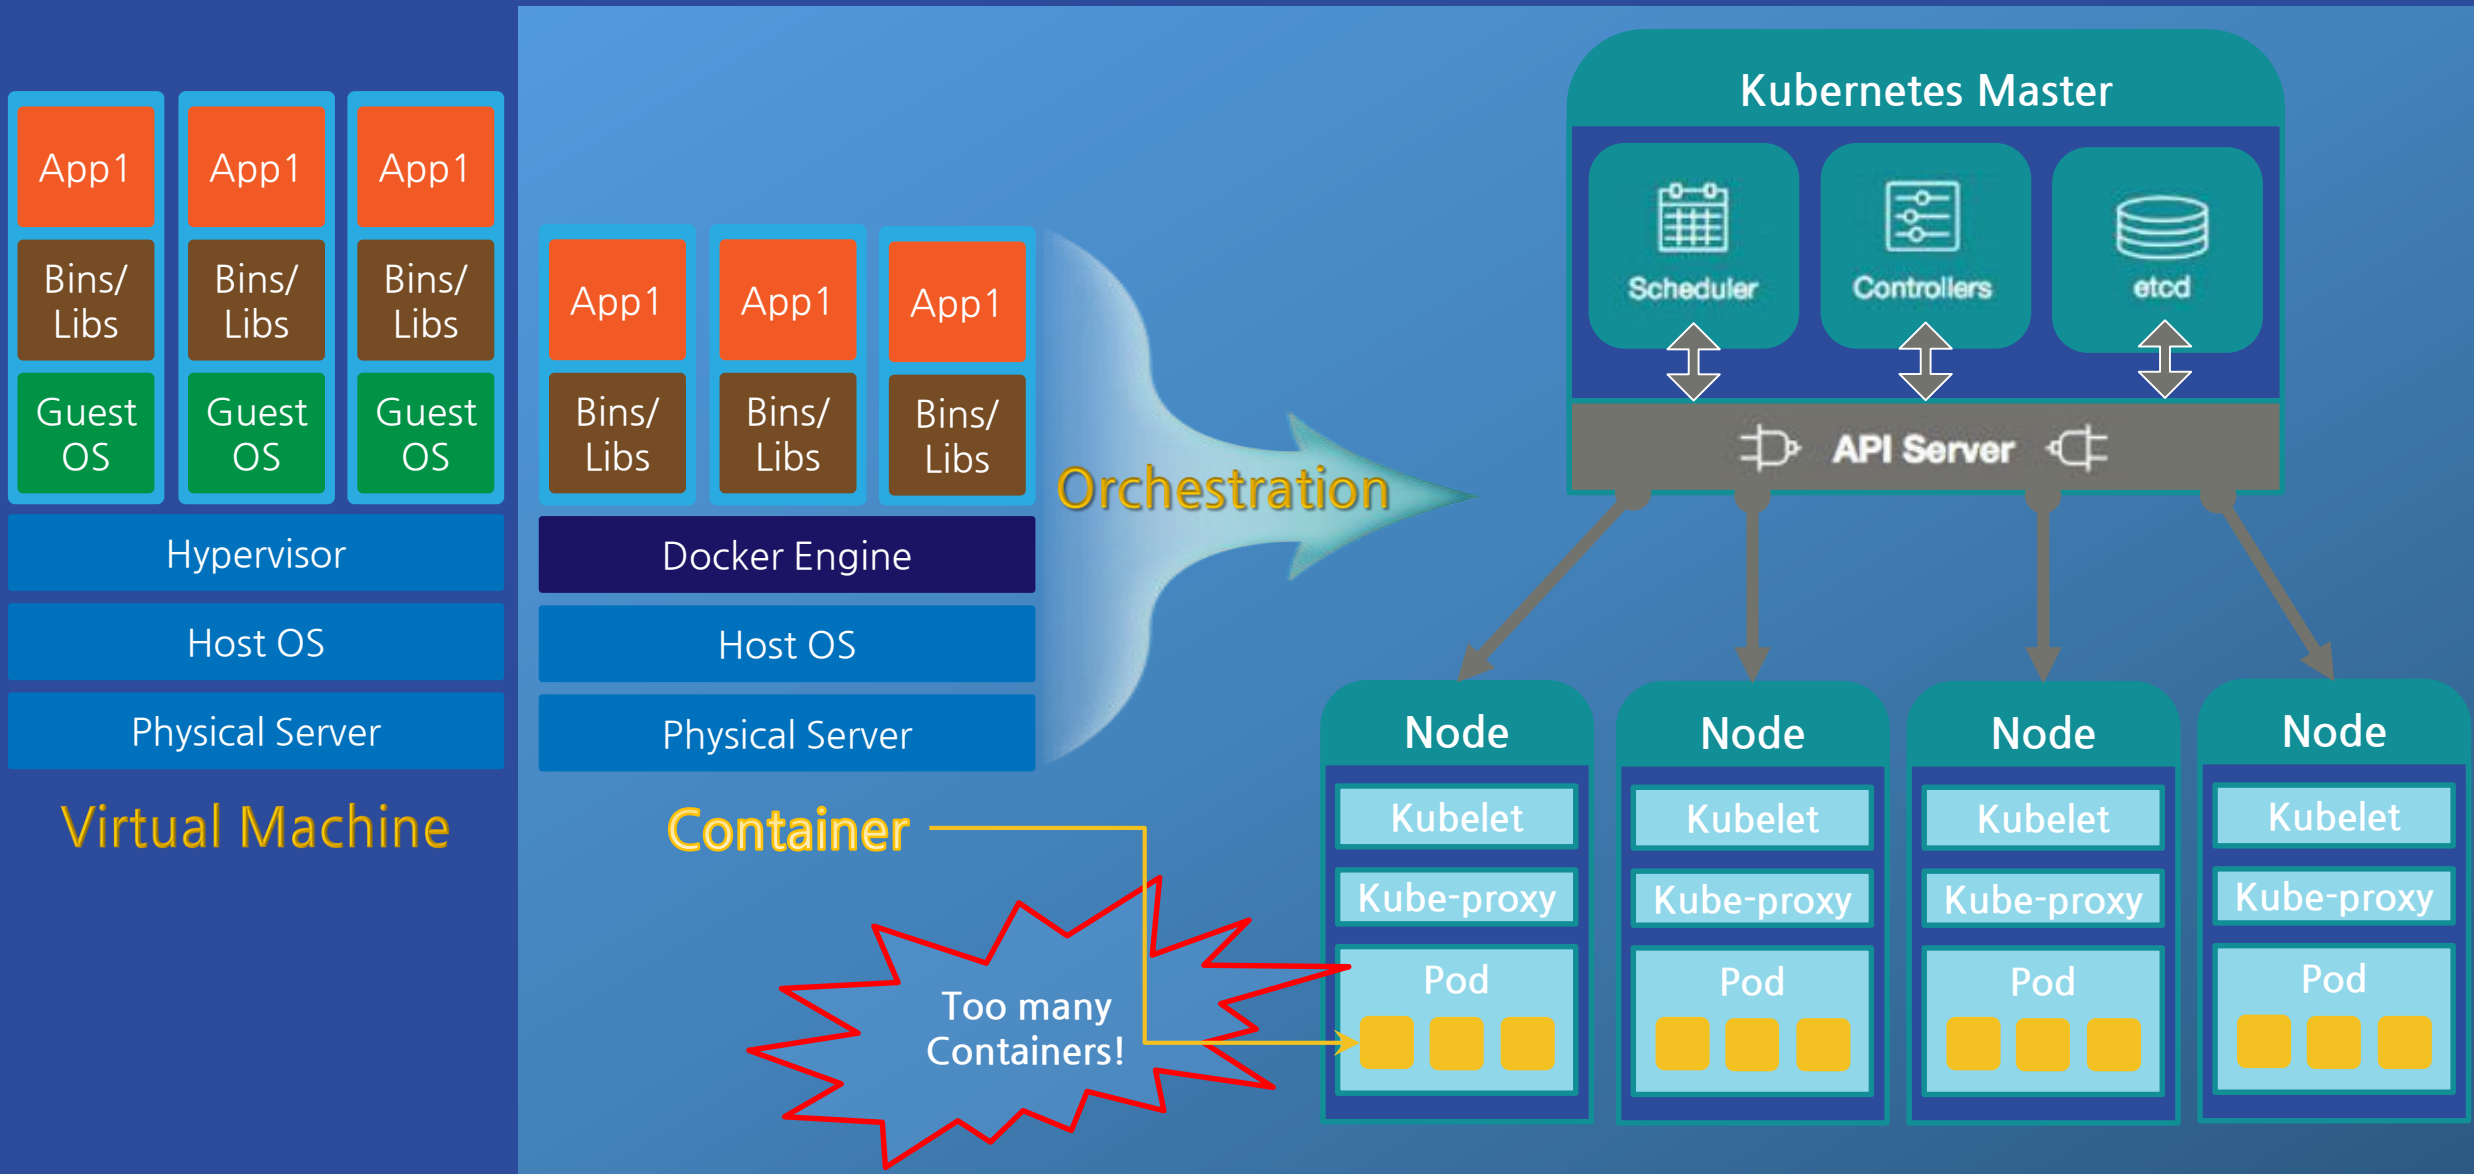 App1
App1
App1
Bins/
Libs
Bins/
Libs
Bins/
Libs
Guest
OS
Guest
OS
Guest
OS
Hypervisor
Host OS
Physical Server
Virtual Machine
App1
App1
App1
Bins/
Libs
Bins/
Libs
Bins/
Libs
Docker Engine
Host OS
Physical Server
Container
Orchestration
Too many
Containers!
Kubernetes Master
Scheduler
Controllers
etcd
API Server
Node
Kubelet
Kube-proxy
Pod
Node
Kubelet
Kube-proxy
Pod
Node
Kubelet
Kube-proxy
Pod
Node
Kubelet
Kube-proxy
Pod